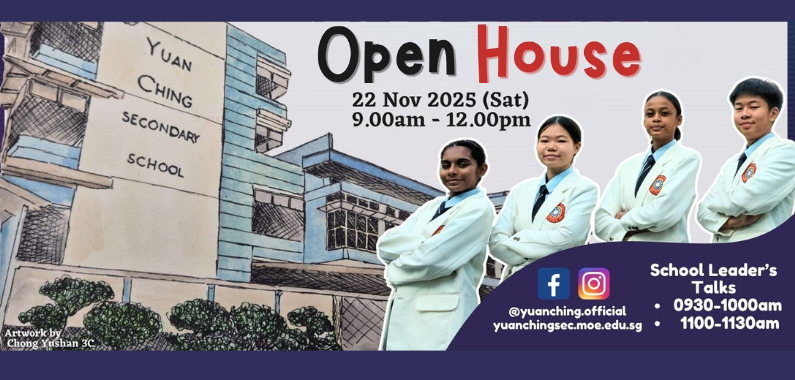 YUAN
CHING
SECONDARY
SCHOOL
Open House
22 Nov 2025 (Sat)
9.00am - 12.00pm
School Leader's
Talks
• 0930-1000am
• 1100-1130am
@yuanching.official
yuanchingsec.moe.edu.sg
Artwork by
Chong Yushan 3C